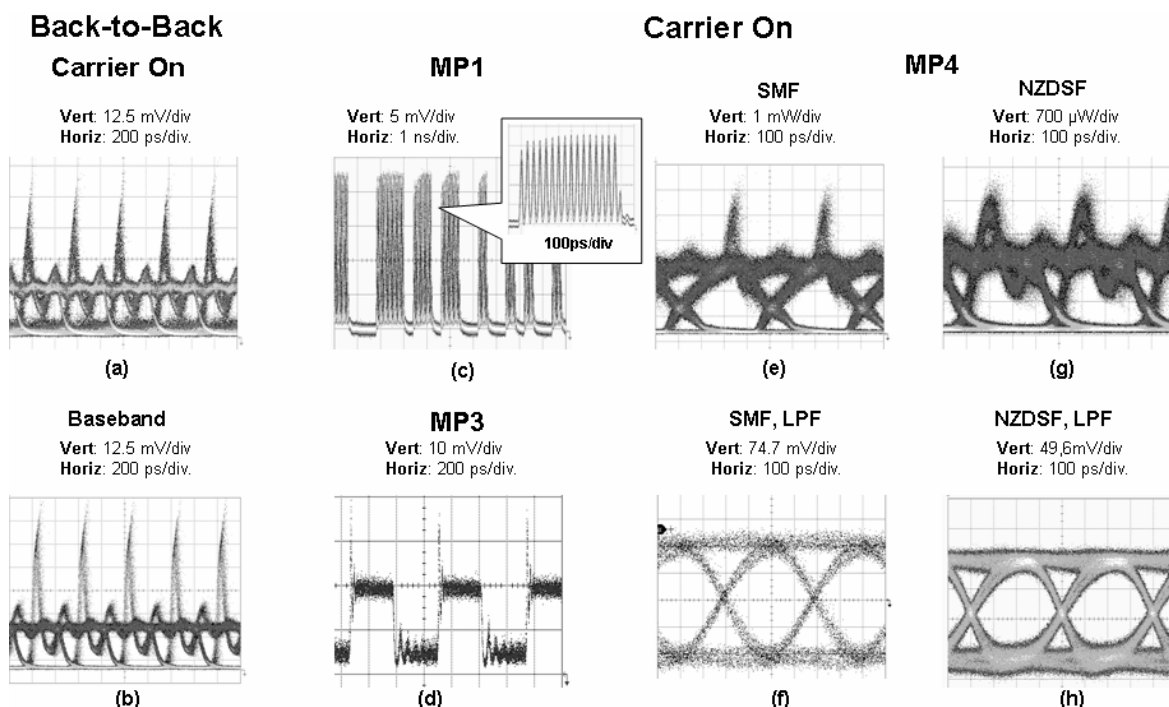 Back-to-Back
Carrier On
Carrier On
MP1
MP4
Vert: 12.5 mV/div
Horiz: 200 ps/div.
Vert: 5 mV/div
Horiz: 1 ns/div.
SMF
Vert: 1 mW/div
Horiz: 100 ps/div.
NZDSF
Vert: 700 µW/div
Horiz: 100 ps/div.
100ps/div
(a)
(c)
(e)
(g)
Baseband
Vert: 12.5 mV/div
Horiz: 200 ps/div.
MP3
Vert: 10 mV/div
Horiz: 200 ps/div.
SMF, LPF
Vert: 74.7 mV/div
Horiz: 100 ps/div.
NZDSF, LPF
Vert: 49,6mV/div
Horiz: 100 ps/div.
(b)
(d)
(f)
(h)